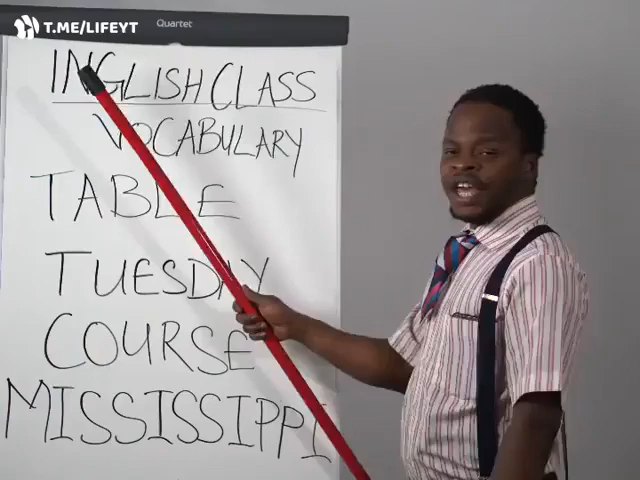 T.ME/LIFEYT
Quartet
INGLISH CLASS
VOCABULARY
TABLE
TUESDAY
COURSE
MISSISSIPPI